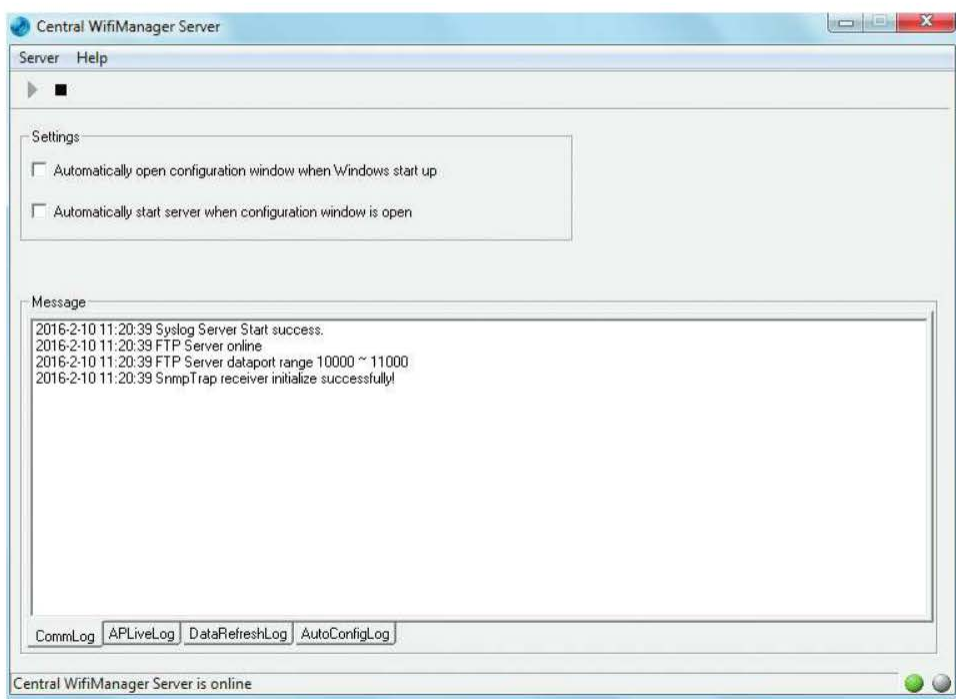 Central WifiManager Server
Server Help
Settings
Automatically open configuration window when Windows start up
Automatically start server when configuration window is open
Message
2016-2-10 11:20:39 Syslog Server Start success.
2016-2-10 11:20:39 FTP Server online
2016-2-10 11:20:39 FTP Server dataport range 10000 ~ 11000
2016-2-10 11:20:39 SnmpTrap receiver initialize successfully!
CommLog APLiveLog DataRefreshLog AutoConfigLog
Central WifiManager Server is online